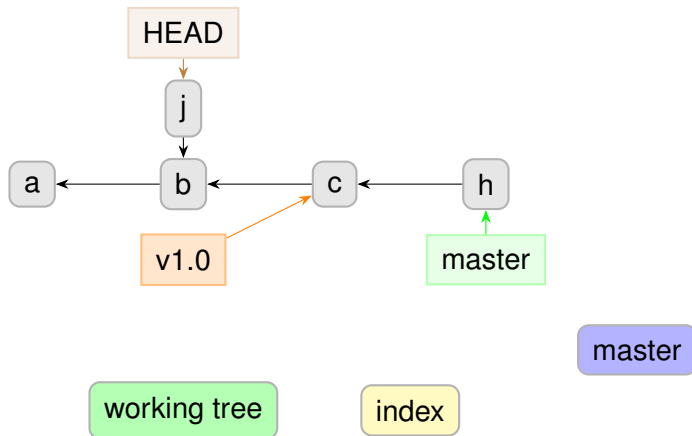 HEAD
j
a
b
c
h
v1.0
master
master
working tree
index